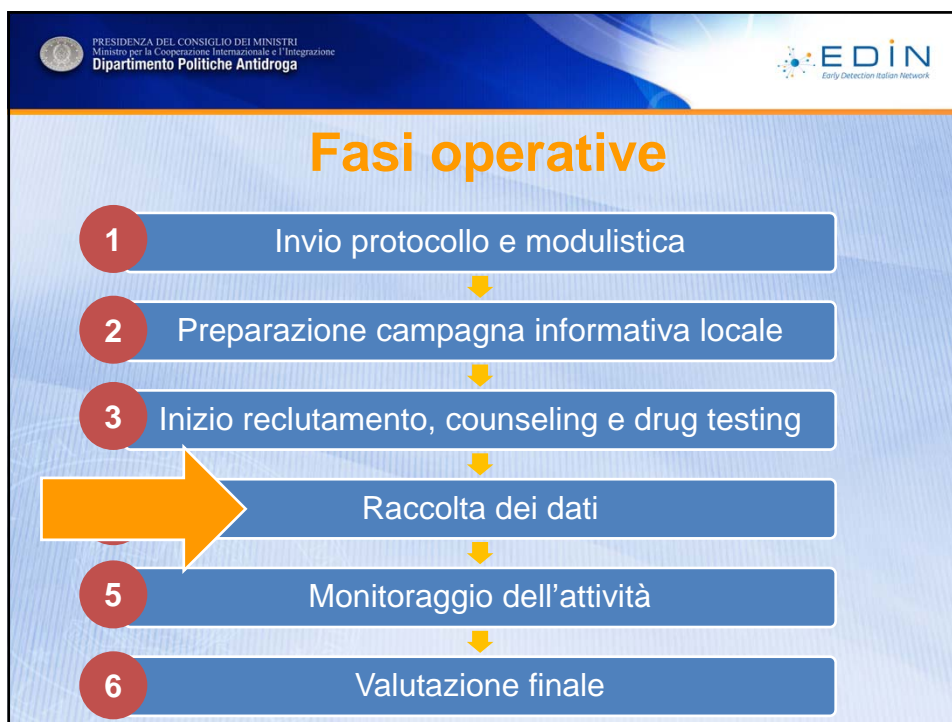 PRESIDENZA DEL CONSIGLIO DEI MINISTRI
Ministro per la Cooperazione Internazionale e l'Integrazione
Dipartimento Politiche Antidroga
EDiN
Early Detection Italian Network
Fasi operative
1 Invio protocollo e modulistica
2 Preparazione campagna informativa locale
3 Inizio reclutamento, counseling e drug testing
Raccolta dei dati
5 Monitoraggio dell’attività
6 Valutazione finale